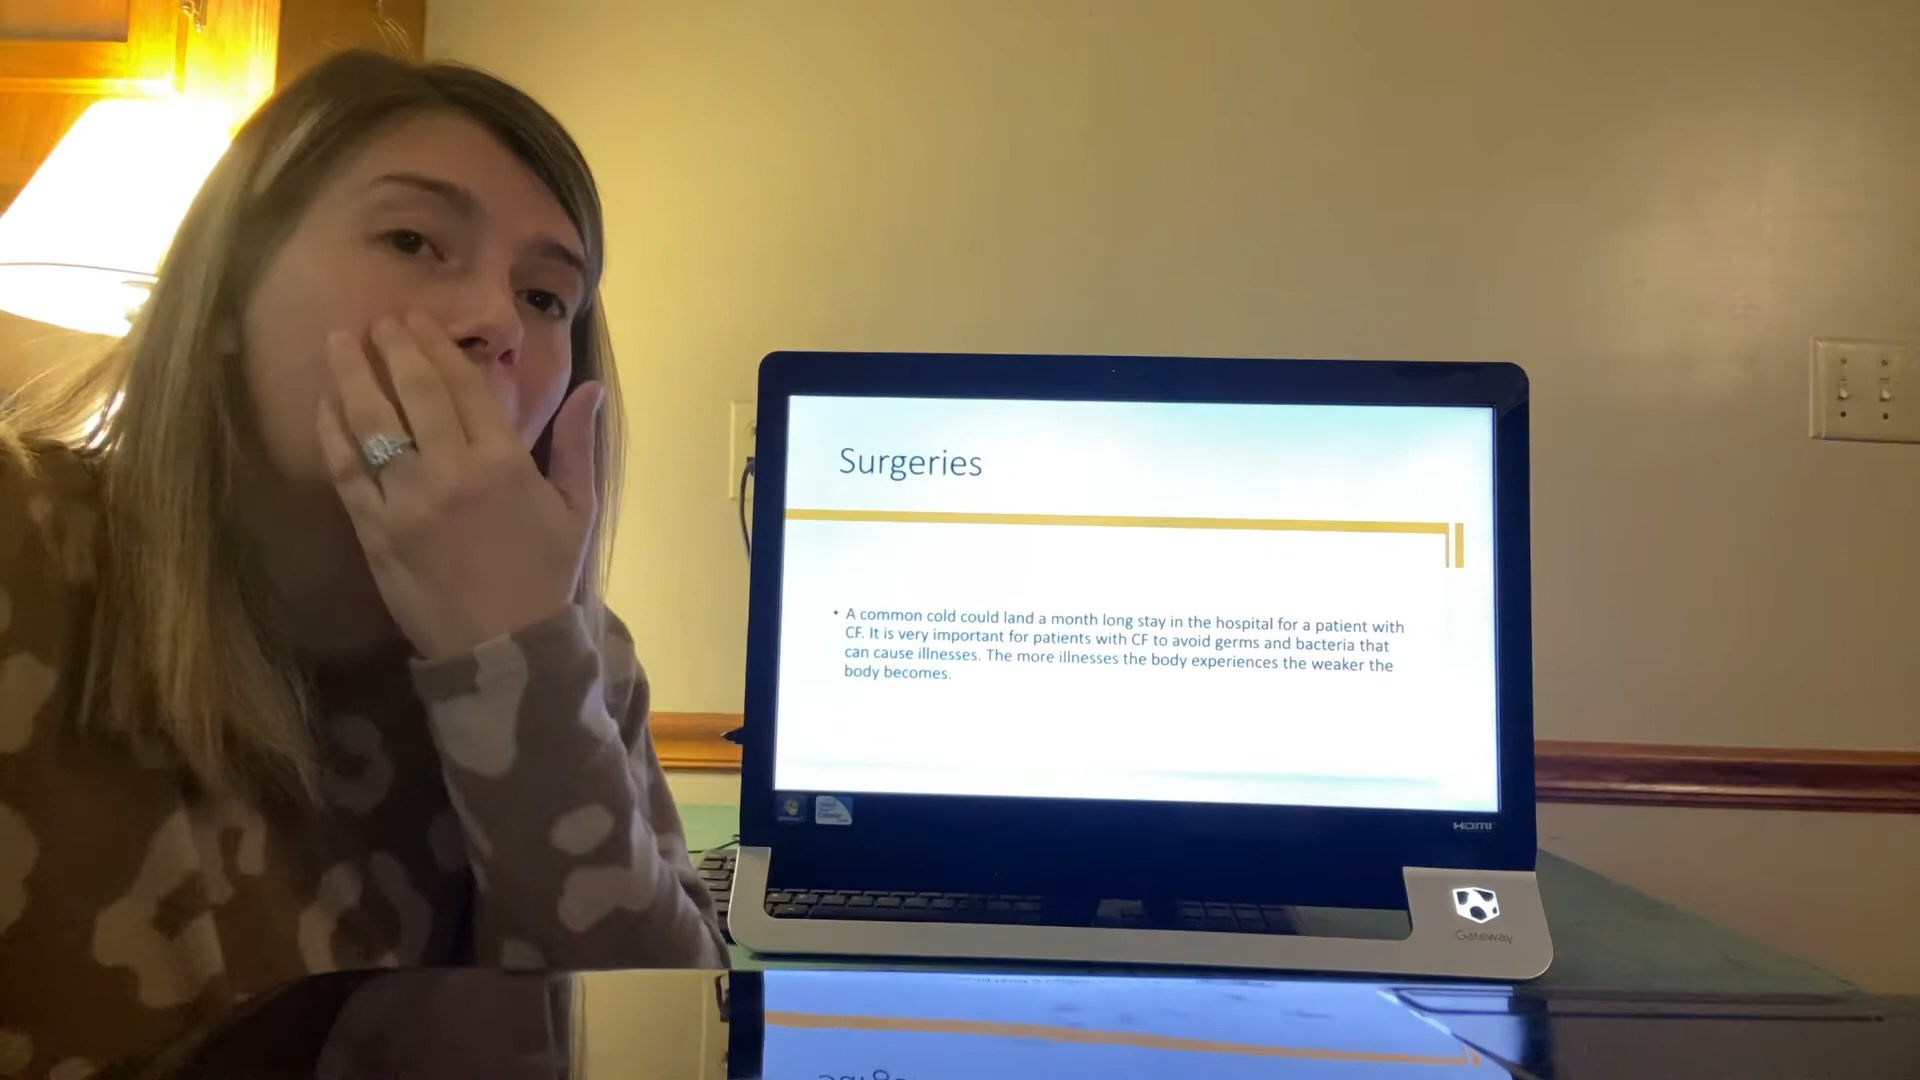 Surgeries
• A common cold could land a month long stay in the hospital for a patient with
CF. It is very important for patients with CF to avoid germs and bacteria that
can cause illnesses. The more illnesses the body experiences the weaker the
body becomes.
HDMI
Gateway